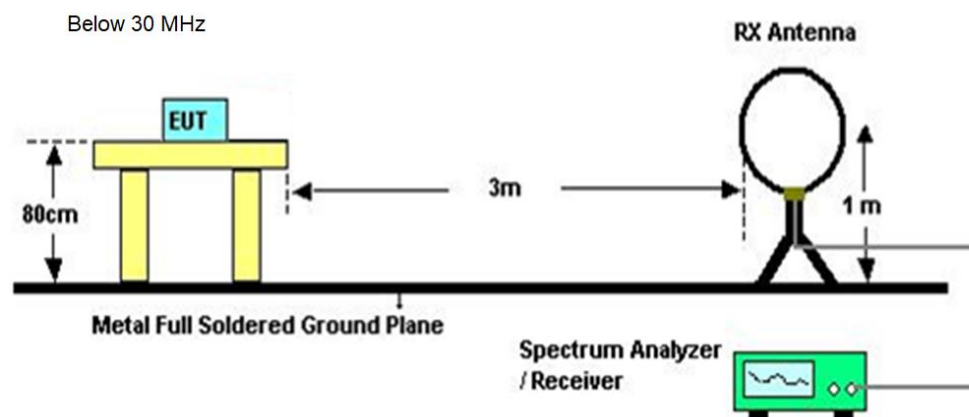 Below 30 MHz
RX Antenna
EUT
80cm
3m
1 m
Metal Full Soldered Ground Plane
Spectrum Analyzer
/ Receiver